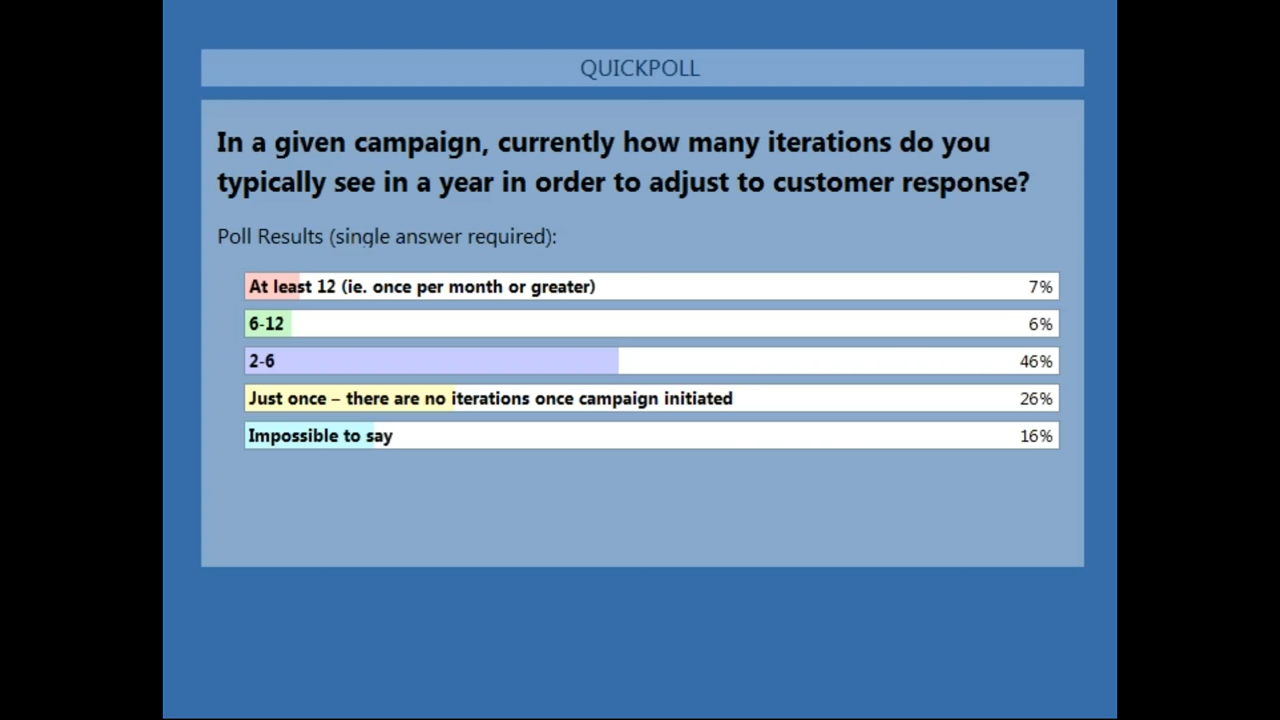 QUICKPOLL
In a given campaign, currently how many iterations do you
typically see in a year in order to adjust to customer response?
Poll Results (single answer required):
At least 12 (ie. once per month or greater) 7%
6-12 6%
2-6 46%
Just once – there are no iterations once campaign initiated 26%
Impossible to say 16%